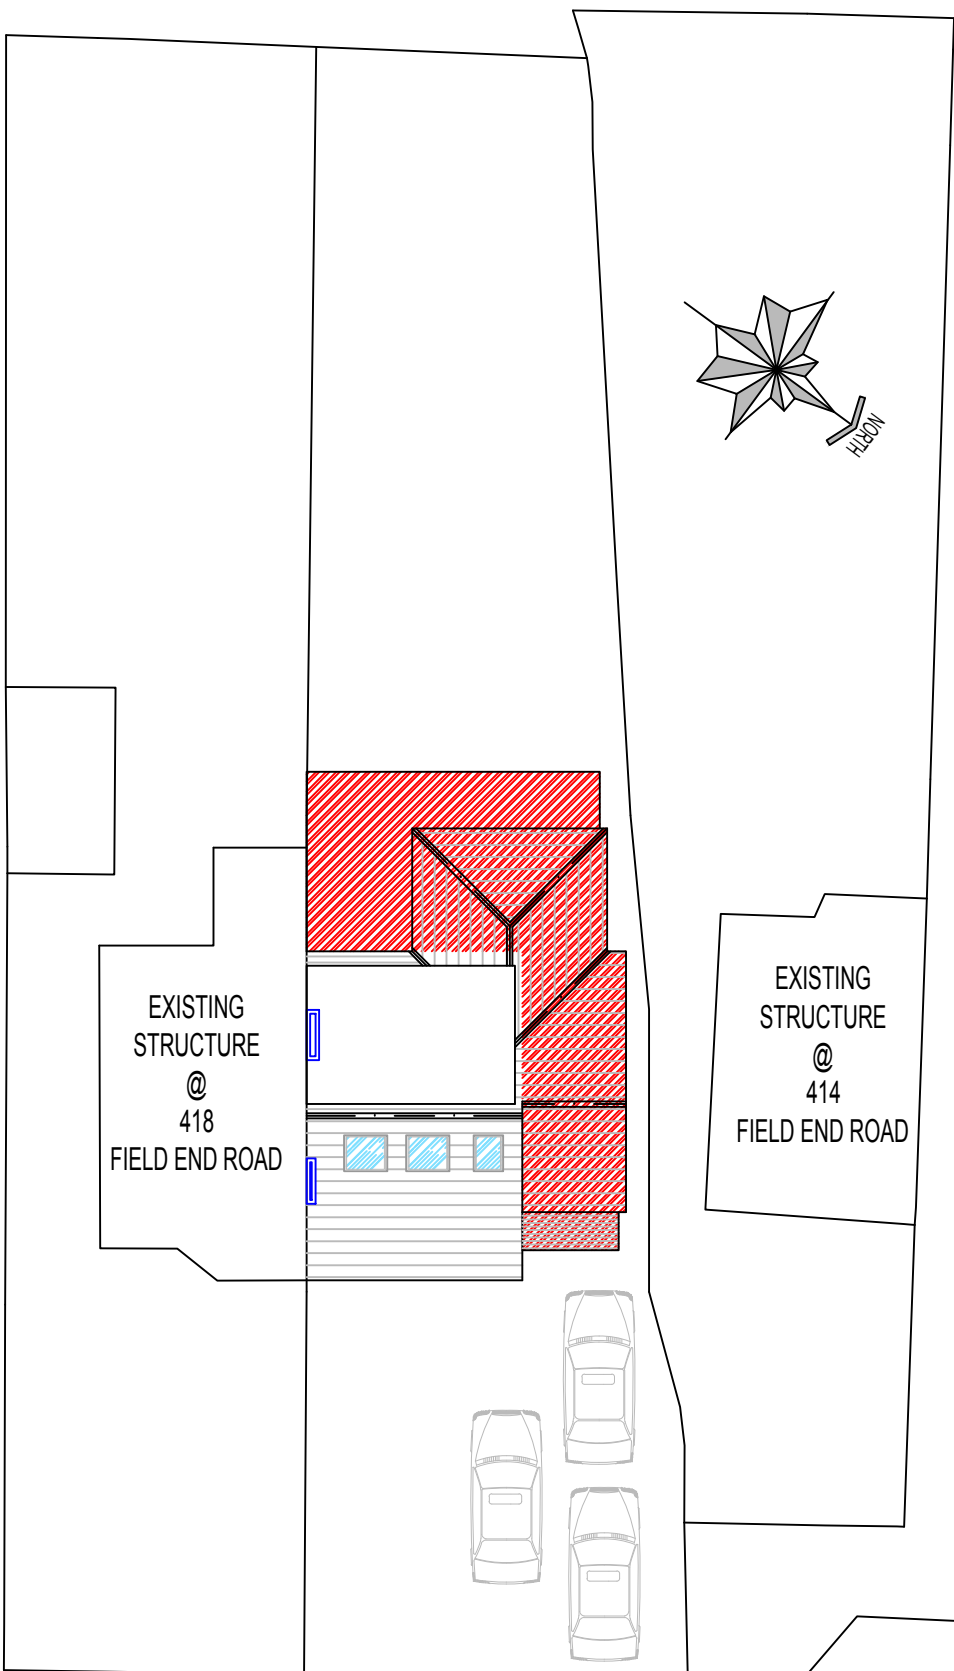 NORTH
EXISTING
STRUCTURE
@
418
FIELD END ROAD
EXISTING
STRUCTURE
@
414
FIELD END ROAD